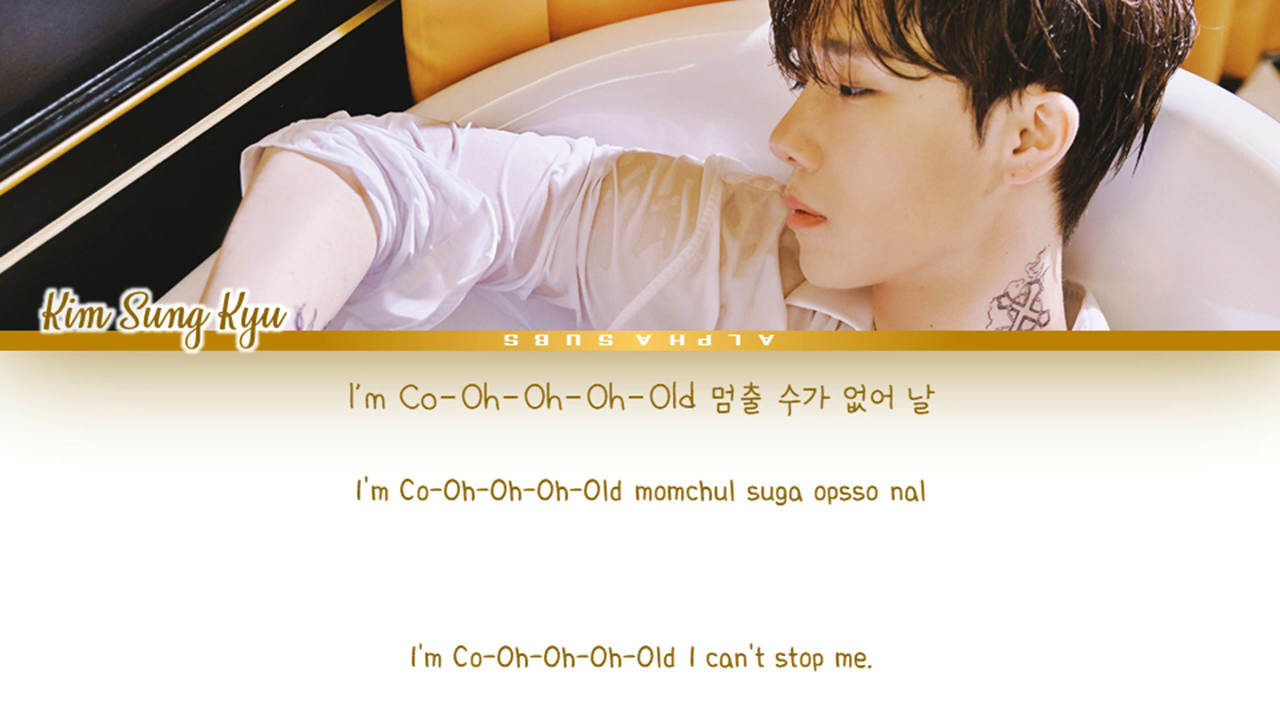 Kim Sung Kyu
ALPHA SUBS
I'm Co-Oh-Oh-Oh-Old 멈출 수가 없어 날
I'm Co-Oh-Oh-Oh-Old momchul suga opsso nal
I'm Co-Oh-Oh-Oh-Old I can't stop me.